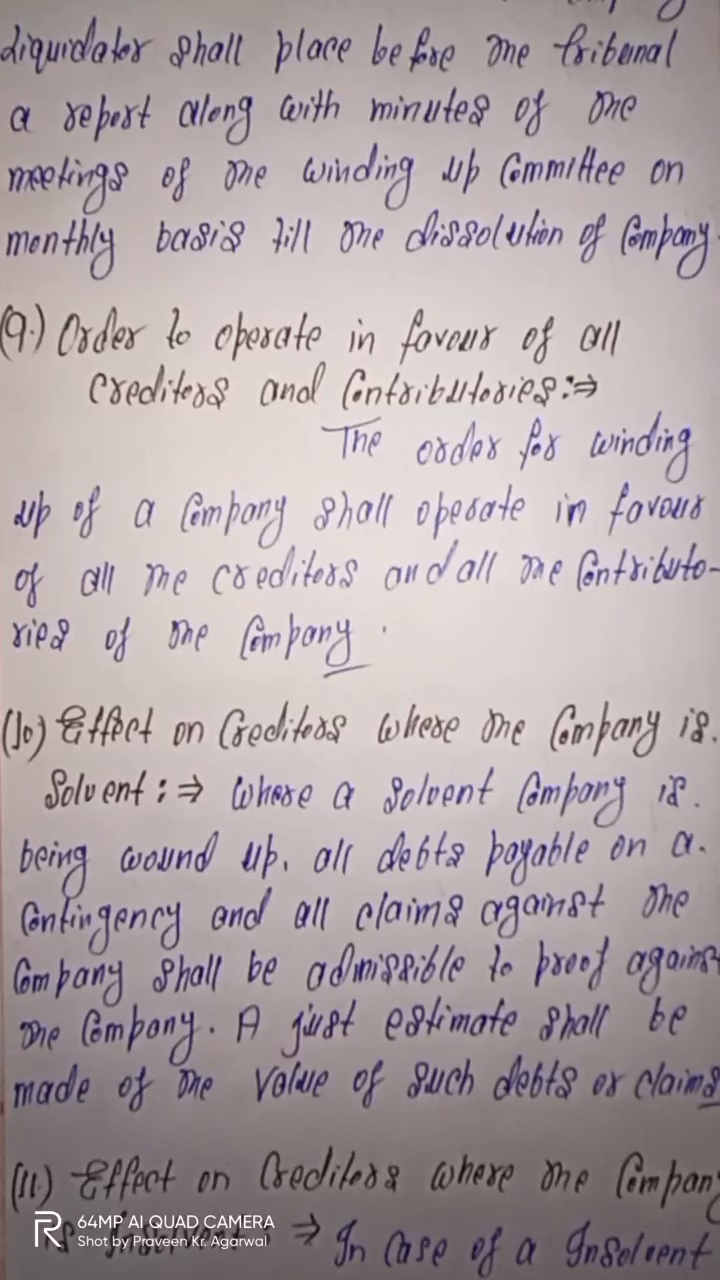 Liquidator shall place before the tribunal
a report along with minutes of the
meetings of the winding up Committee on
monthly basis till the dissolution of Company.
(9.) Order to operate in favour of all
Creditors and Contributories :⇒
The order for winding
up of a Company shall operate in favour
of all the creditors and all the Contributo-
ries of the Company.
(10) Effect on Creditors where the Company is.
Solvent :⇒ Where a Solvent Company is.
being wound up, all debts payable on a.
Contingency and all claims against the
Company shall be admissible to proof against
the Company. A just estimate shall be
made of the value of such debts or claims
(11.) Effect on Creditors where the Company
is Insolvent ⇒ In Case of a Insolvent
64MP AI QUAD CAMERA
Shot by Praveen Kr. Agarwal